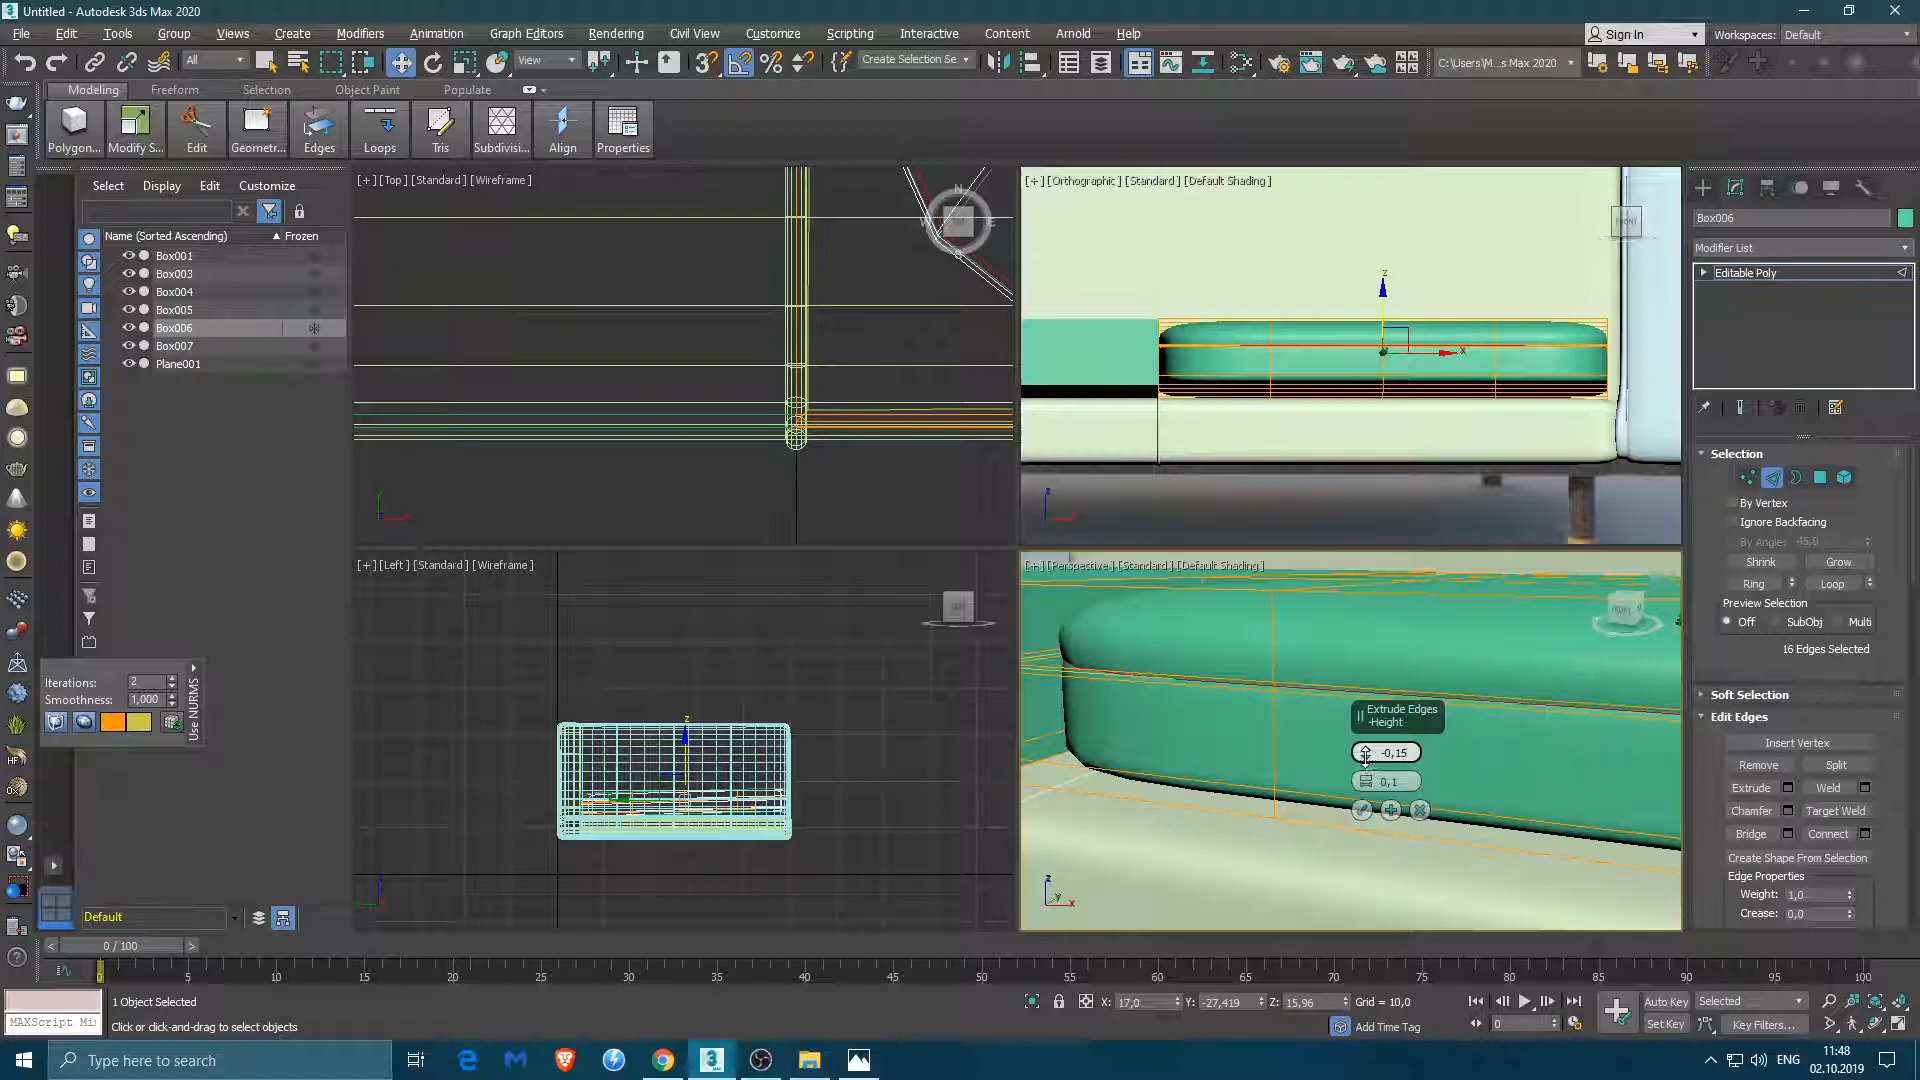 Untitled - Autodesk 3ds Max 2020
File Edit Tools Group Views Create Modifiers Animation Graph Editors Rendering Civil View Customize Scripting Interactive Content Arnold Help
Sign In
Workspaces: Default
All
View
Create Selection Se
C:\Users\M...s Max 2020
Modeling Freeform Selection Object Paint Populate
Polygon... Modify S... Edit Geometr... Edges Loops Tris Subdivisi... Align Properties
Select Display Edit Customize
Name (Sorted Ascending) Frozen
Box001
Box003
Box004
Box005
Box006
Box007
Plane001
Iterations: 2
Smoothness: 1,000
Use NURMS
Default
[+] [Top] [Standard] [Wireframe]
[+] [Orthographic] [Standard] [Default Shading]
FRONT
[+] [Left] [Standard] [Wireframe]
LEFT
[+] [Perspective] [Standard] [Default Shading]
FRONT
Extrude Edges
-Height
-0,15
0,1
Box006
Modifier List
Editable Poly
Selection
By Vertex
Ignore Backfacing
By Angle: 45,0
Shrink Grow
Ring Loop
Preview Selection
Off SubObj Multi
16 Edges Selected
Soft Selection
Edit Edges
Insert Vertex
Remove Split
Extrude Weld
Chamfer Target Weld
Bridge Connect
Create Shape From Selection
Edge Properties
Weight: 1,0
Crease: 0,0
0 / 100
0 5 10 15 20 25 30 35 40 45 50 55 60 65 70 75 80 85 90 95 100
1 Object Selected
Click or click-and-drag to select objects
MAXScript Mi
X: 17,0 Y: -27,419 Z: 15,96 Grid = 10,0
Add Time Tag
0
Auto Key Selected
Set Key Key Filters...
Type here to search
ENG
11:48
02.10.2019